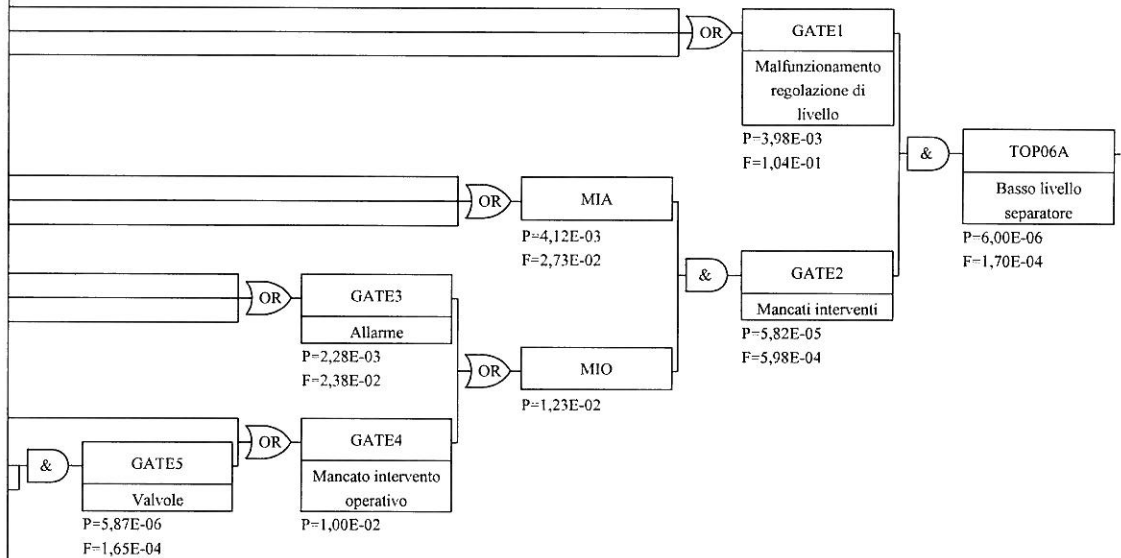 OR
GATE1
Malfunzionamento
regolazione di
livello
P=3,98E-03
F=1,04E-01
&
TOP06A
Basso livello
separatore
P=6,00E-06
F=1,70E-04
OR
MIA
P=4,12E-03
F=2,73E-02
&
GATE2
Mancati interventi
P=5,82E-05
F=5,98E-04
OR
GATE3
Allarme
P=2,28E-03
F=2,38E-02
OR
MIO
P=1,23E-02
OR
GATE4
Mancato intervento
operativo
P=1,00E-02
&
GATE5
Valvole
P=5,87E-06
F=1,65E-04